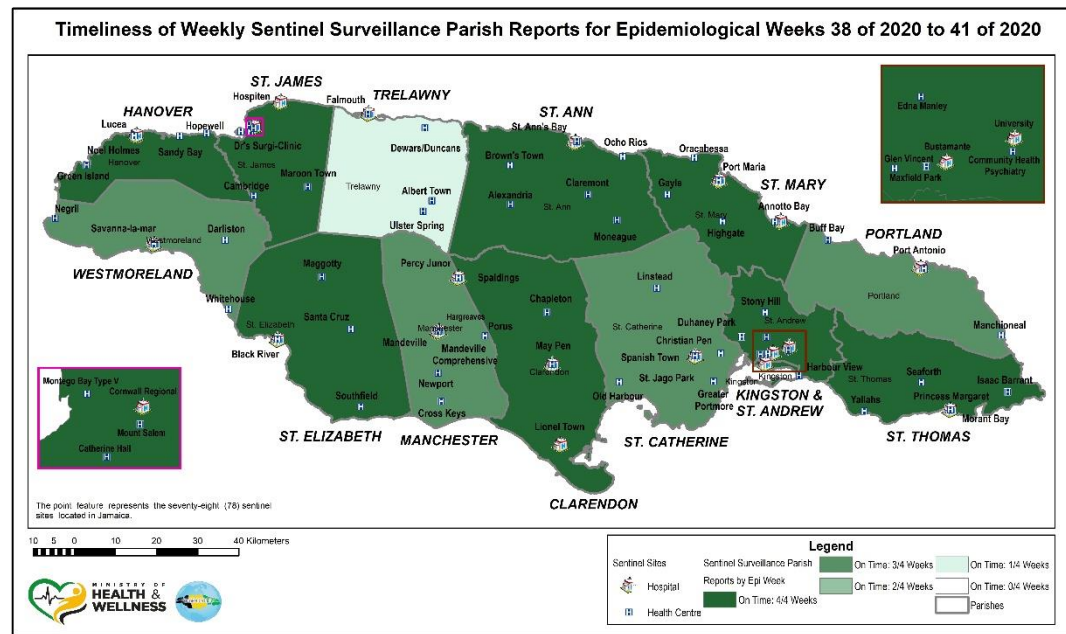 Timeliness of Weekly Sentinel Surveillance Parish Reports for Epidemiological Weeks 38 of 2020 to 41 of 2020
ST. JAMES
Hospiten
TRELAWNY
Falmouth
HANOVER
Lucea
Hopewell
Noel Holmes
Hanover
Sandy Bay
Green Island
Dr's Surgi-Clinic
St. James
Maroon Town
Cambridge
Dewars/Duncans
Trelawny
Albert Town
Ulster Spring
ST. ANN
St. Ann's Bay
Ocho Rios
Brown's Town
Alexandria
Claremont
St. Ann
Moneague
Oracabessa
Port Maria
Gayla
ST. MARY
St. Mary
Highgate
Annotto Bay
Buff Bay
PORTLAND
Port Antonio
Portland
Manchioneal
Edna Manley
University
Bustamante
Glen Vincent
Community Health
Psychiatry
Maxfield Park
Negril
Savanna-la-mar
Westmoreland
Darliston
WESTMORELAND
Whitehouse
Maggotty
Santa Cruz
St. Elizabeth
Black River
Southfield
ST. ELIZABETH
Percy Junor
Hargreaves
Manchester
Mandeville
Porus
Mandeville
Comprehensive
Newport
Cross Keys
MANCHESTER
Spaldings
Chapleton
May Pen
Clarendon
Lionel Town
CLARENDON
Linstead
St. Catherine
Duhaney Park
Christian Pen
Spanish Town
St. Jago Park
Old Harbour
Greater
Portmore
ST. CATHERINE
Stony Hill
St. Andrew
Kingston
Kingston
Harbour View
KINGSTON &
ST. ANDREW
St. Thomas
Seaforth
Isaac Barrant
Yallahs
Princess Margaret
Morant Bay
ST. THOMAS
Montego Bay Type V
Cornwall Regional
Mount Salem
Catherine Hall
The point feature represents the seventy-eight (78) sentinel
sites located in Jamaica.
10 5 0 10 20 30 40 Kilometers
MINISTRY OF
HEALTH &
WELLNESS
Legend
Sentinel Sites
Hospital
Health Centre
Sentinel Surveillance Parish
Reports by Epi Week
On Time: 4/4 Weeks
On Time: 3/4 Weeks
On Time: 2/4 Weeks
On Time: 1/4 Weeks
On Time: 0/4 Weeks
Parishes